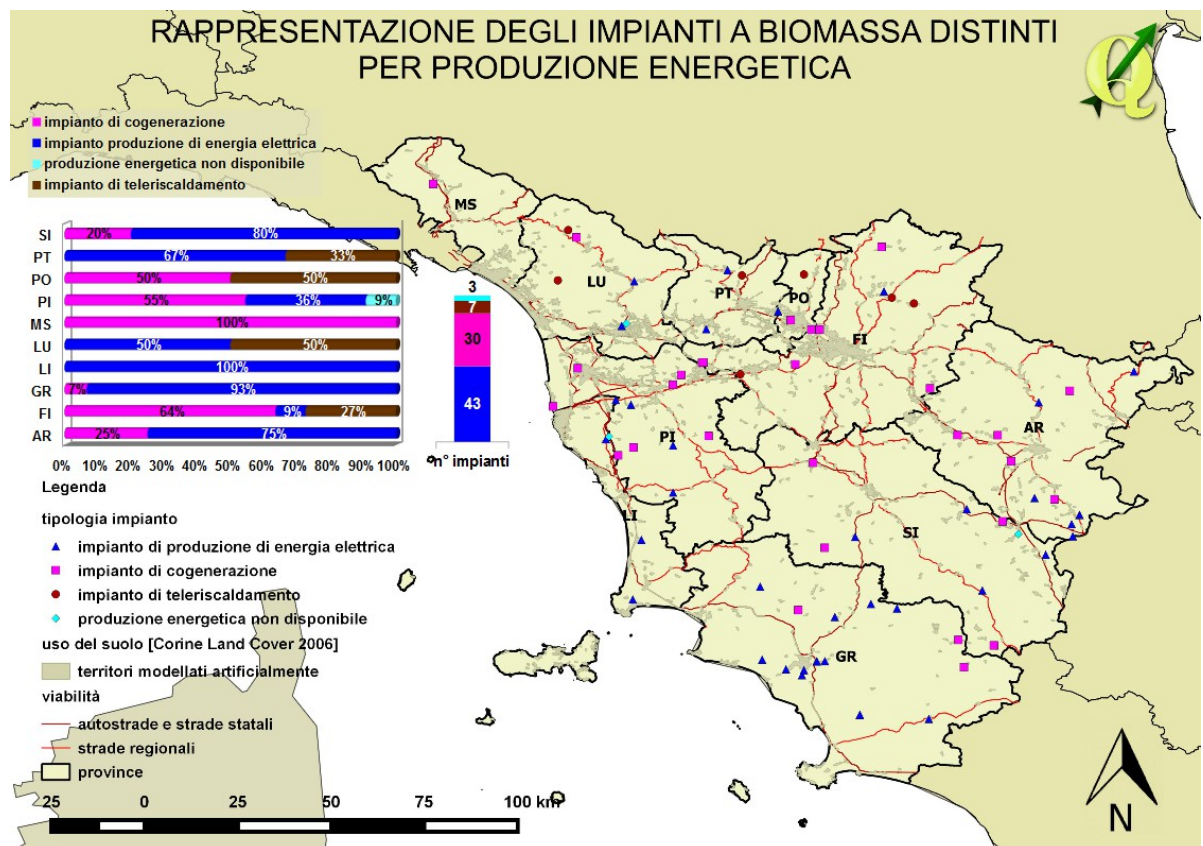 RAPPRESENTAZIONE DEGLI IMPIANTI A BIOMASSA DISTINTI
PER PRODUZIONE ENERGETICA
impianto di cogenerazione
impianto produzione di energia elettrica
produzione energetica non disponibile
impianto di teleriscaldamento
SI 20% 80%
PT 67% 33%
PO 50% 50%
PI 55% 36% 9%
MS 100%
LU 50% 50%
LI 100%
GR 7% 93%
FI 64% 9% 27%
AR 25% 75%
0% 10% 20% 30% 40% 50% 60% 70% 80% 90% 100%
3
7
30
43
n° impianti
Legenda
tipologia impianto
impianto di produzione di energia elettrica
impianto di cogenerazione
impianto di teleriscaldamento
produzione energetica non disponibile
uso del suolo [Corine Land Cover 2006]
territori modellati artificialmente
viabilità
autostrade e strade statali
strade regionali
province
25 0 25 50 75 100 km
MS
LU
PT
PO
FI
PI
AR
LI
SI
GR
N